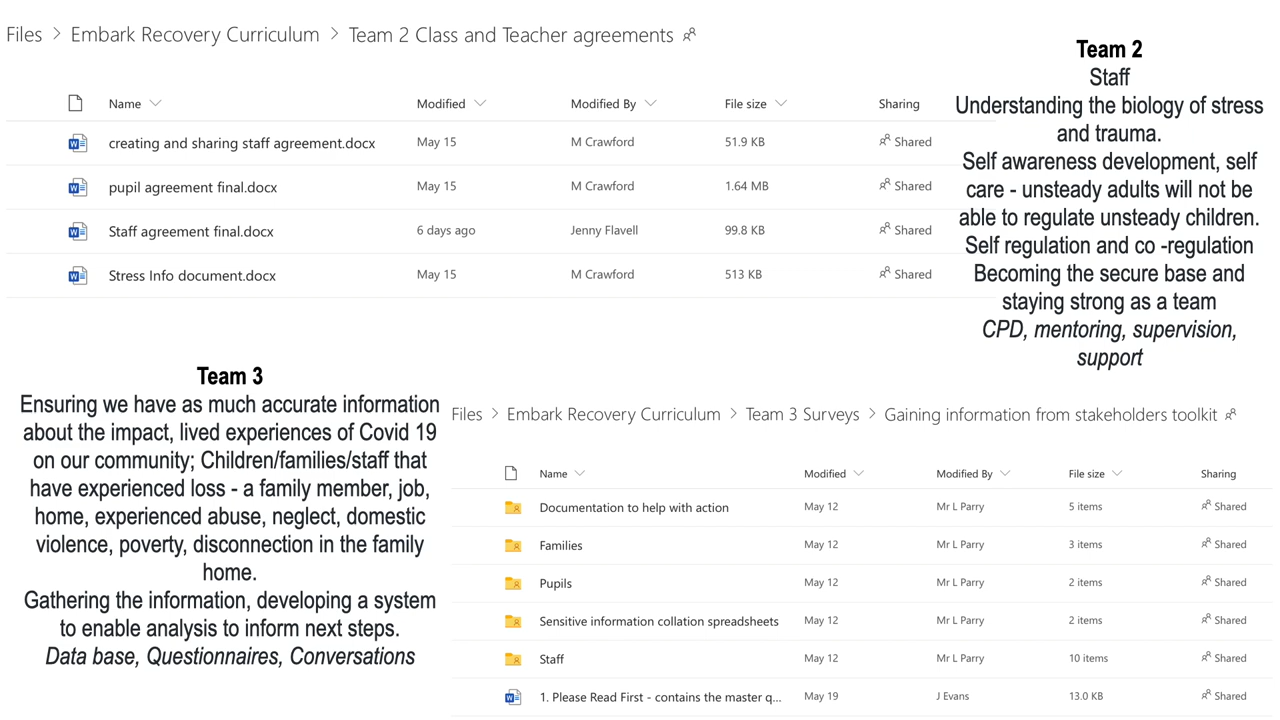 Files > Embark Recovery Curriculum > Team 2 Class and Teacher agreements
Name Modified Modified By File size Sharing
creating and sharing staff agreement.docx May 15 M Crawford 51.9 KB Shared
pupil agreement final.docx May 15 M Crawford 1.64 MB Shared
Staff agreement final.docx 6 days ago Jenny Flavell 99.8 KB Shared
Stress Info document.docx May 15 M Crawford 513 KB Shared
Team 2
Staff
Understanding the biology of stress
and trauma.
Self awareness development, self
care - unsteady adults will not be
able to regulate unsteady children.
Self regulation and co -regulation
Becoming the secure base and
staying strong as a team
CPD, mentoring, supervision,
support
Team 3
Ensuring we have as much accurate information
about the impact, lived experiences of Covid 19
on our community; Children/families/staff that
have experienced loss - a family member, job,
home, experienced abuse, neglect, domestic
violence, poverty, disconnection in the family
home.
Gathering the information, developing a system
to enable analysis to inform next steps.
Data base, Questionnaires, Conversations
Files > Embark Recovery Curriculum > Team 3 Surveys > Gaining information from stakeholders toolkit
Name Modified Modified By File size Sharing
Documentation to help with action May 12 Mr L Parry 5 items Shared
Families May 12 Mr L Parry 3 items Shared
Pupils May 12 Mr L Parry 2 items Shared
Sensitive information collation spreadsheets May 12 Mr L Parry 2 items Shared
Staff May 12 Mr L Parry 10 items Shared
1. Please Read First - contains the master q... May 19 J Evans 13.0 KB Shared